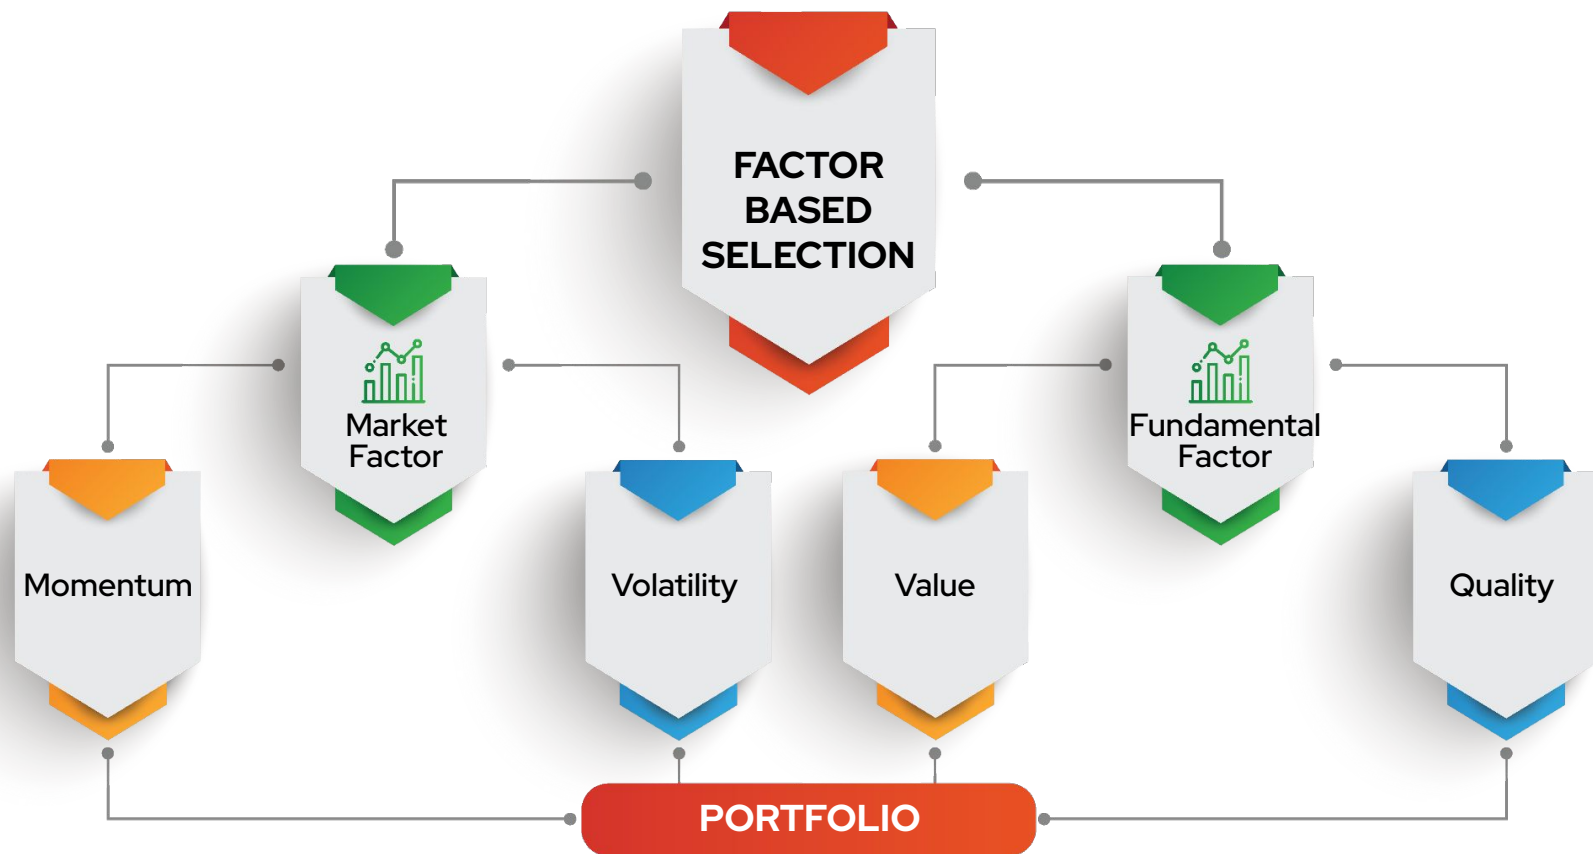 FACTOR
BASED
SELECTION
Market
Factor
Fundamental
Factor
Momentum
Volatility
Value
Quality
PORTFOLIO